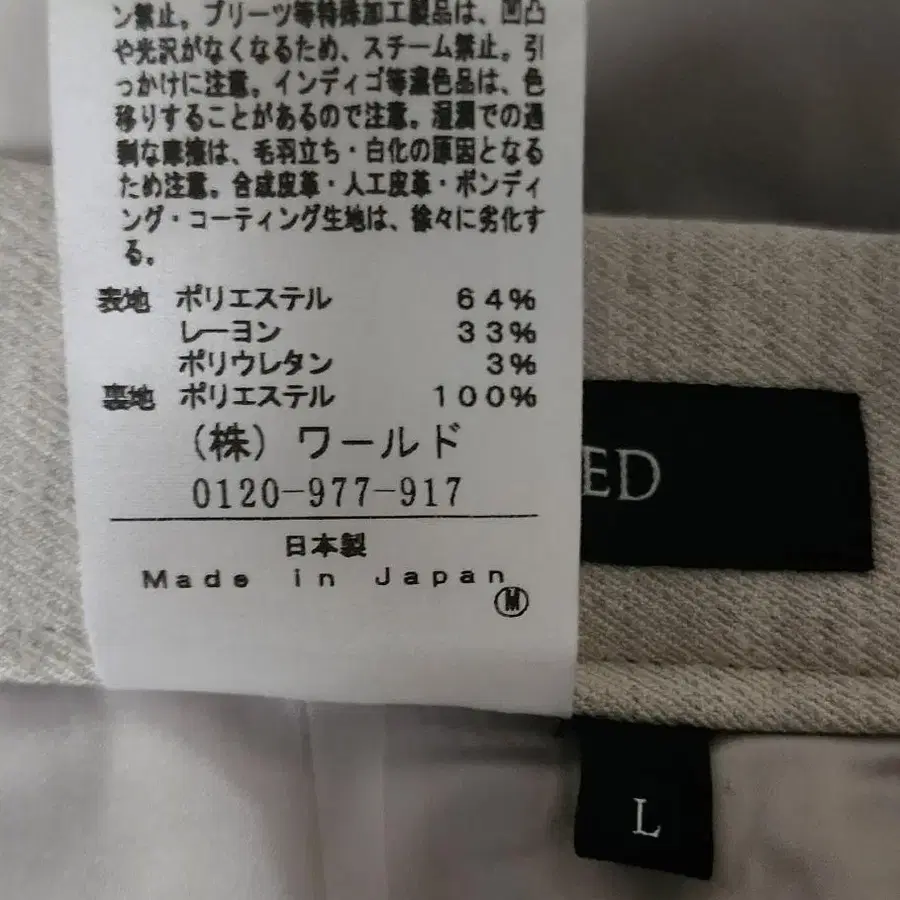 ン禁止。プリーツ等特殊加工製品は、凹凸
や光沢がなくなるため、スチーム禁止。引
っかけに注意。インディゴ等濃色品は、色
移りすることがあるので注意。湿潤での過
剰な摩擦は、毛羽立ち・白化の原因となる
ため注意。合成皮革・人工皮革・ボンディ
ング・コーティング生地は、徐々に劣化す
る。
表地 ポリエステル 64%
レーヨン 33%
ポリウレタン 3%
裏地 ポリエステル 100%
(株) ワールド
0120-977-917
日本製
Made in Japan
M
ED
L